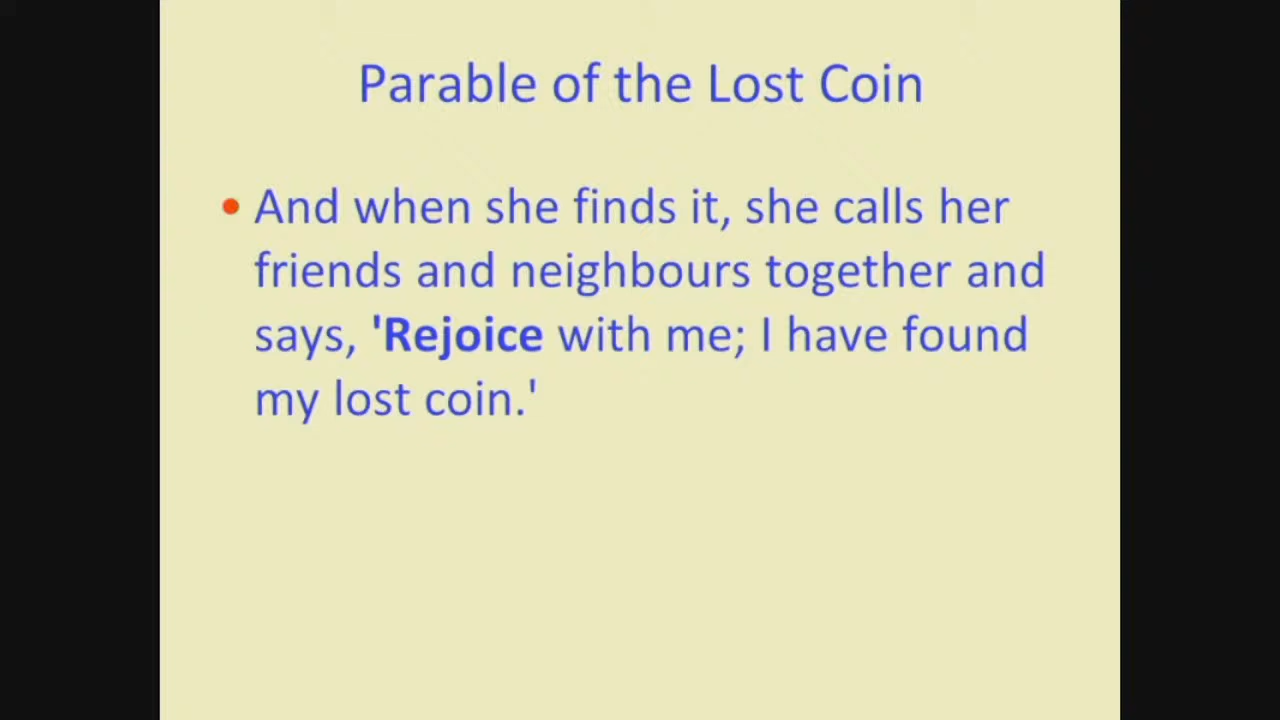 Parable of the Lost Coin
• And when she finds it, she calls her
friends and neighbours together and
says, 'Rejoice with me; I have found
my lost coin.'